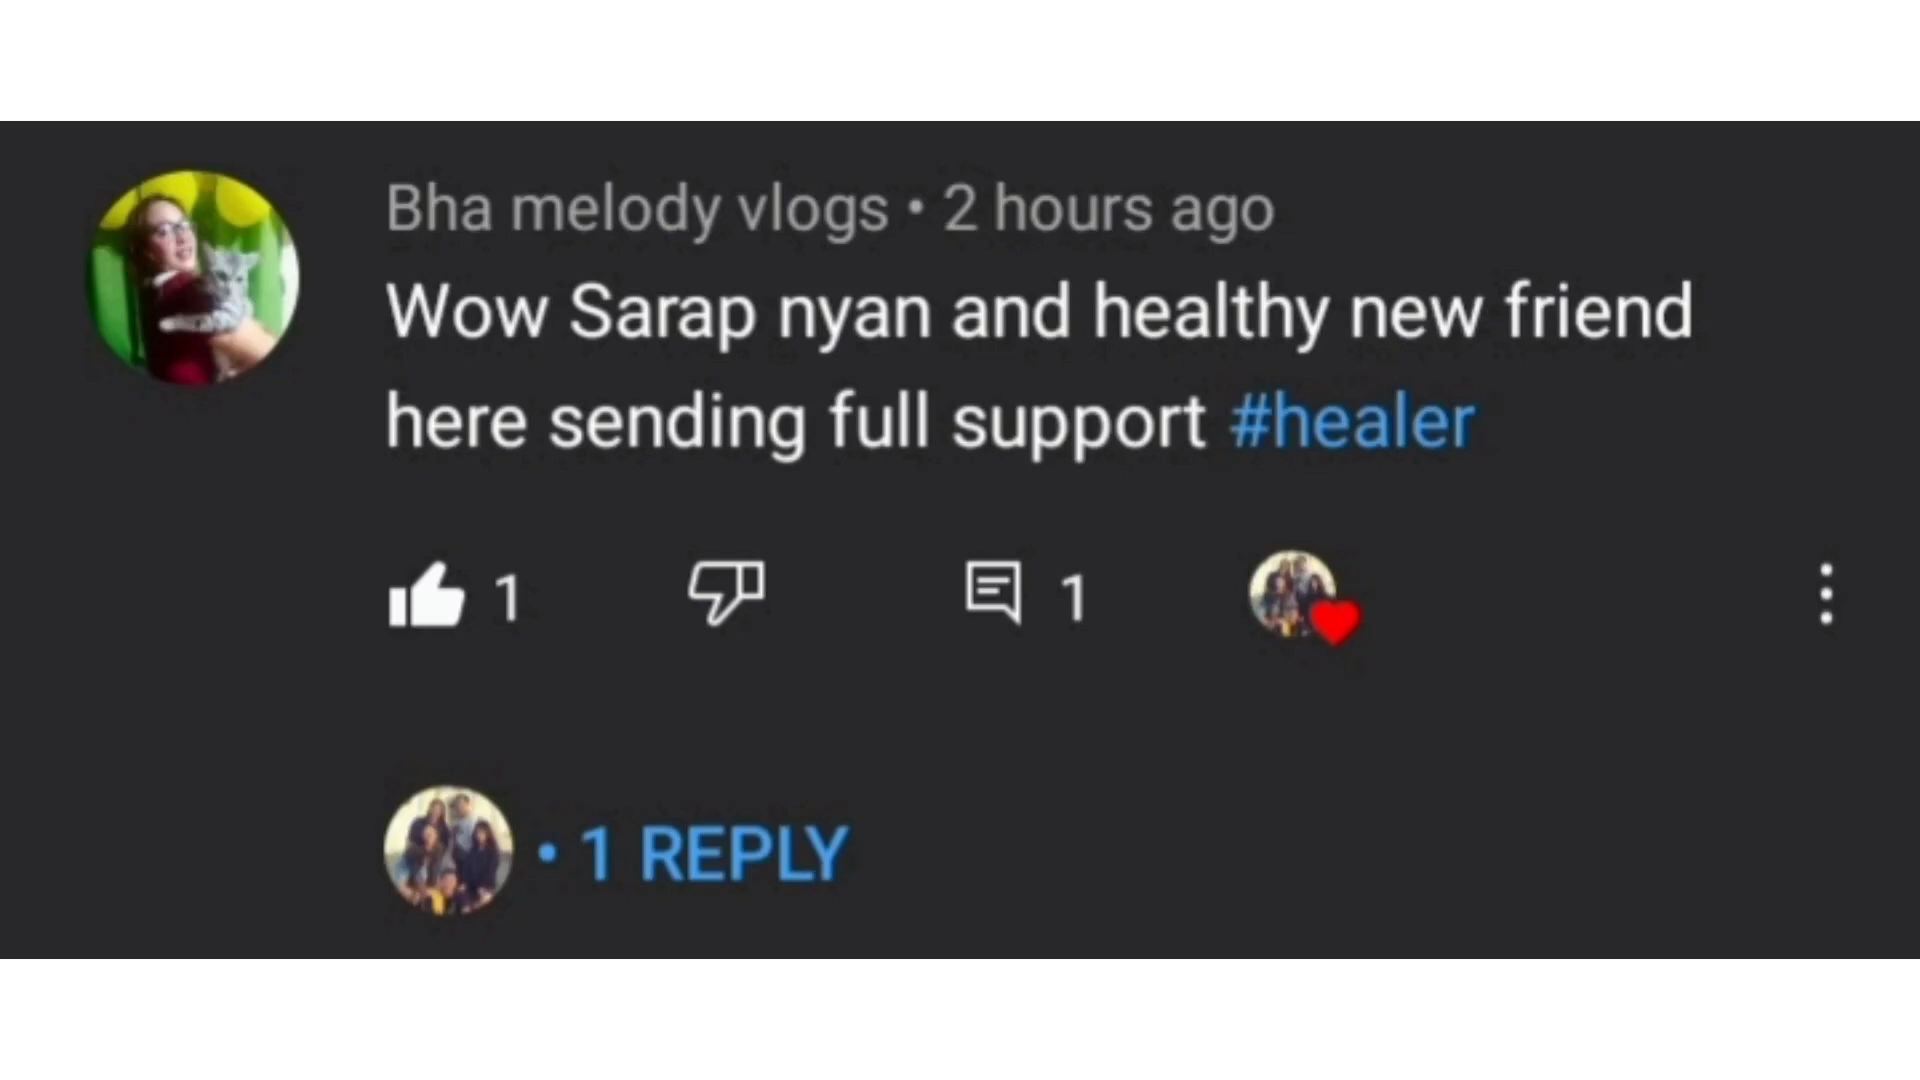 Bha melody vlogs • 2 hours ago
Wow Sarap nyan and healthy new friend
here sending full support #healer
1 1
• 1 REPLY